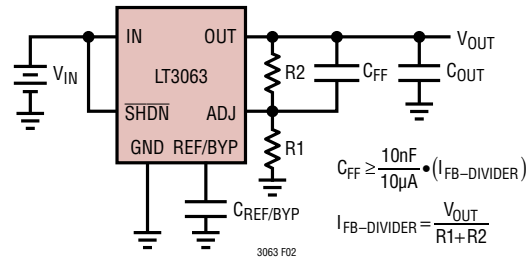 IN OUT V_OUT
V_IN LT3063 R2 C_FF C_OUT
SHDN ADJ
GND REF/BYP R1
C_FF ≥ 10nF/10µA • (I_FB–DIVIDER)
C_REF/BYP
I_FB–DIVIDER = V_OUT/R1+R2
3063 F02